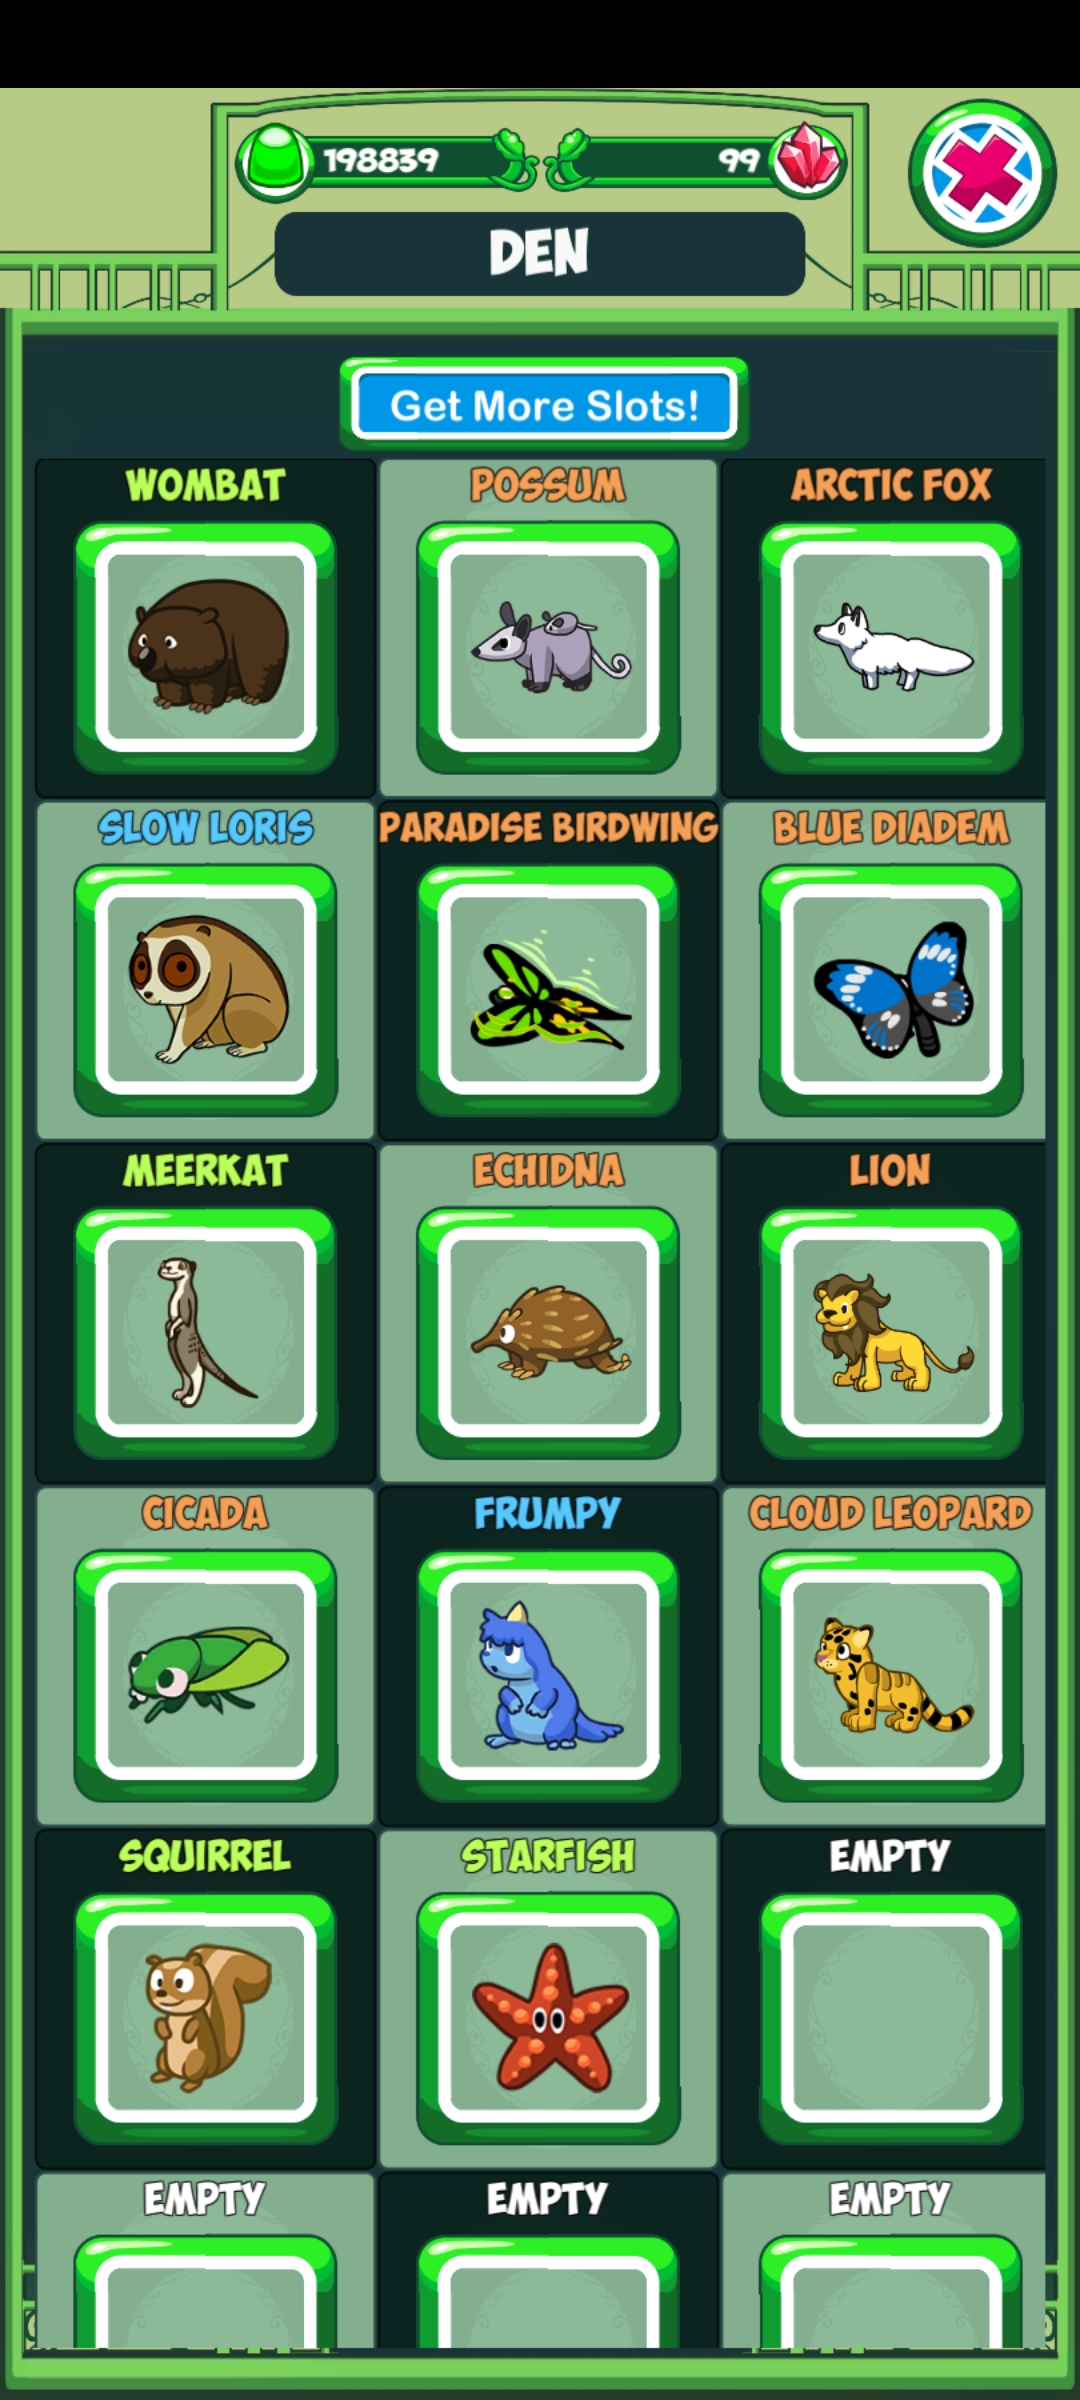 198839
99
DEN
Get More Slots!
WOMBAT
POSSUM
ARCTIC FOX
SLOW LORIS
PARADISE BIRDWING
BLUE DIADEM
MEERKAT
ECHIDNA
LION
CICADA
FRUMPY
CLOUD LEOPARD
SQUIRREL
STARFISH
EMPTY
EMPTY
EMPTY
EMPTY